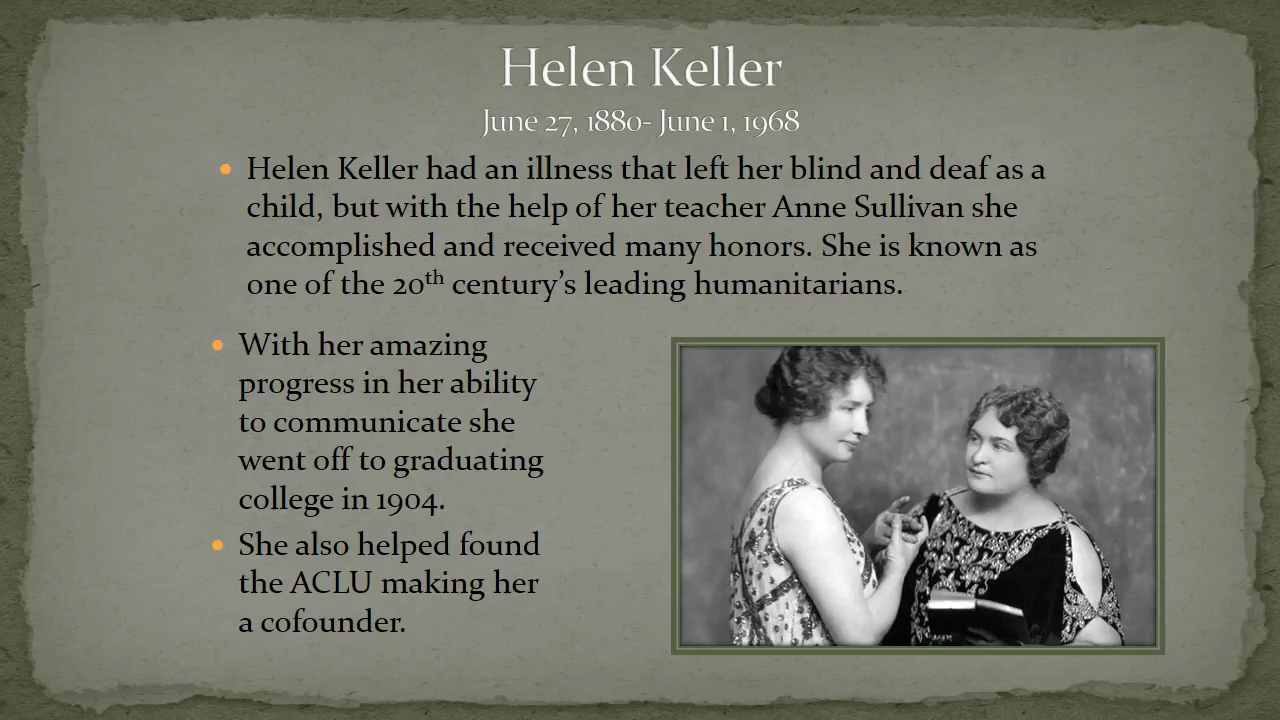 Helen Keller
June 27, 1880- June 1, 1968
Helen Keller had an illness that left her blind and deaf as a
child, but with the help of her teacher Anne Sullivan she
accomplished and received many honors. She is known as
one of the 20th century’s leading humanitarians.
With her amazing
progress in her ability
to communicate she
went off to graduating
college in 1904.
She also helped found
the ACLU making her
a cofounder.